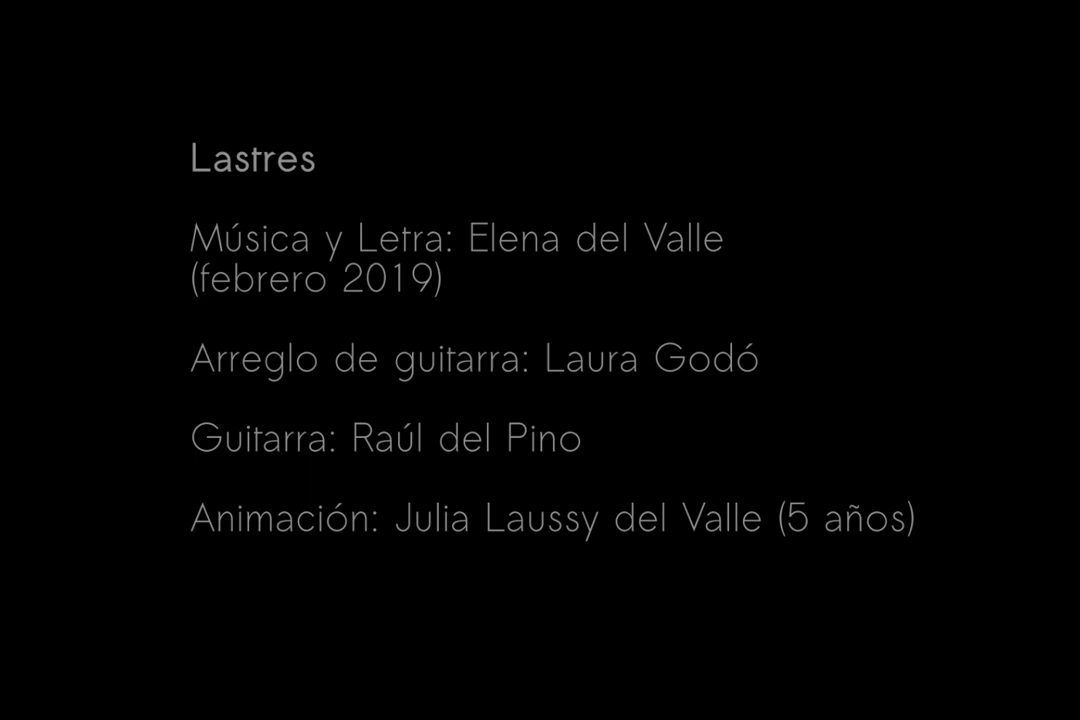 Lastres
Música y Letra: Elena del Valle
(febrero 2019)
Arreglo de guitarra: Laura Godó
Guitarra: Raúl del Pino
Animación: Julia Laussy del Valle (5 años)